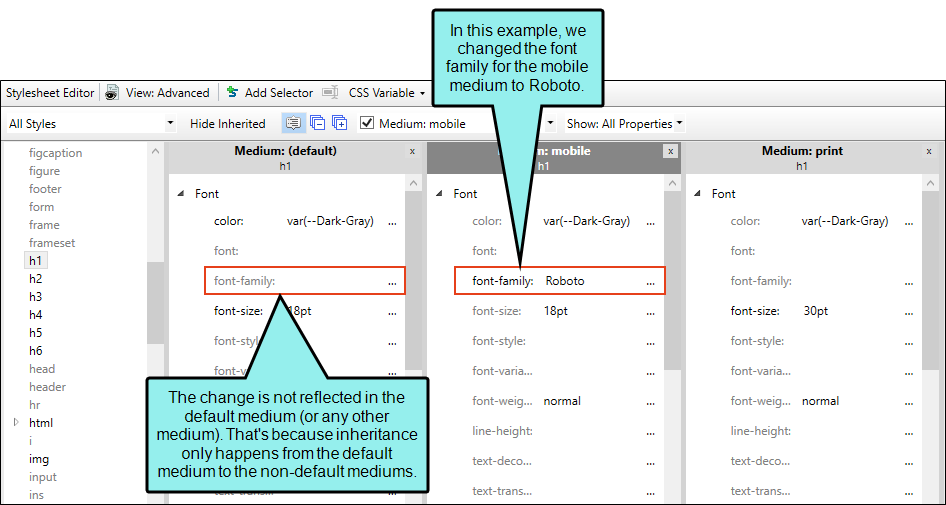 In this example, we
changed the font
family for the mobile
medium to Roboto.
Stylesheet Editor View: Advanced Add Selector CSS Variable
All Styles Hide Inherited Medium: mobile Show: All Properties
figcaption
figure
footer
form
frame
frameset
h1
h2
h3
h4
h5
h6
head
header
hr
html
i
img
input
ins
Medium: (default) x
h1
Font
color: var(--Dark-Gray) ...
font:
font-family: ...
font-size: 18pt
font-style:
The change is not reflected in the
default medium (or any other
medium). That's because inheritance
only happens from the default
medium to the non-default mediums.
mobile x
h1
Font
color: var(--Dark-Gray) ...
font: ...
font-family: Roboto ...
font-size: 18pt ...
font-style: ...
font-varia... ...
font-weig... normal ...
line-height: ...
text-deco... ...
text-trans... ...
Medium: print x
h1
Font
color: var(--Dark-Gray) ...
font: ...
font-family: ...
font-size: 30pt ...
font-style: ...
font-varia... ...
font-weig... normal ...
line-height: ...
text-deco... ...
text-trans... ...